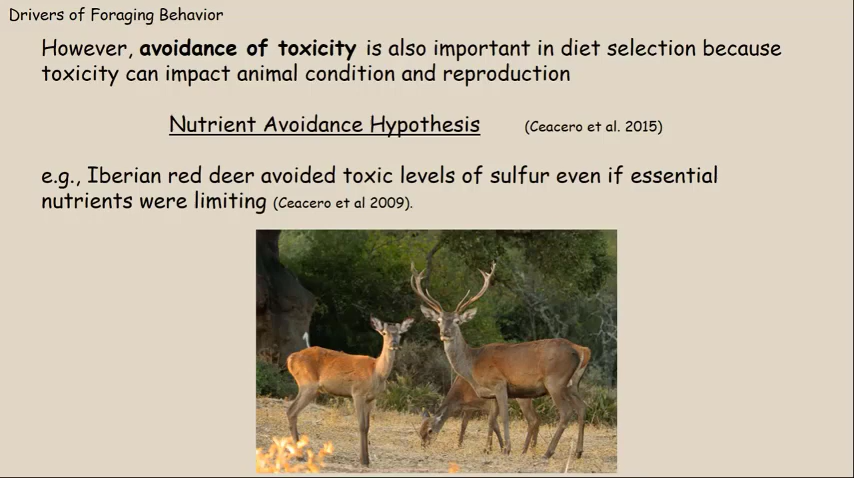 Drivers of Foraging Behavior
However, avoidance of toxicity is also important in diet selection because
toxicity can impact animal condition and reproduction
Nutrient Avoidance Hypothesis (Ceacero et al. 2015)
e.g., Iberian red deer avoided toxic levels of sulfur even if essential
nutrients were limiting (Ceacero et al 2009).